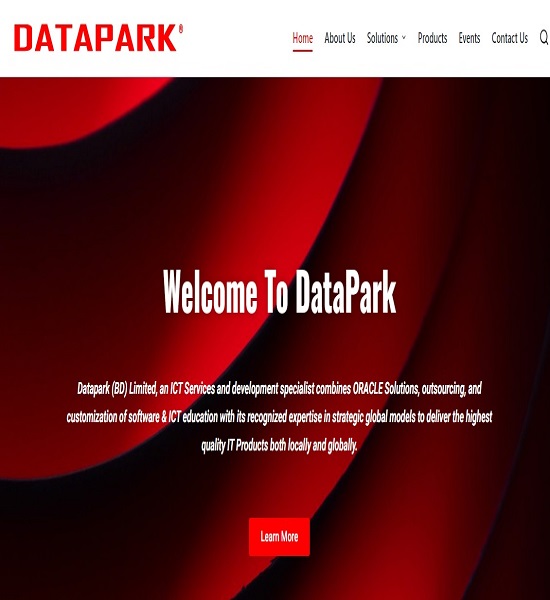 DATAPARK®
Home About Us Solutions Products Events Contact Us
Welcome To DataPark
Datapark (BD) Limited, an ICT Services and development specialist combines ORACLE Solutions, outsourcing, and
customization of software & ICT education with its recognized expertise in strategic global models to deliver the highest
quality IT Products both locally and globally.
Learn More